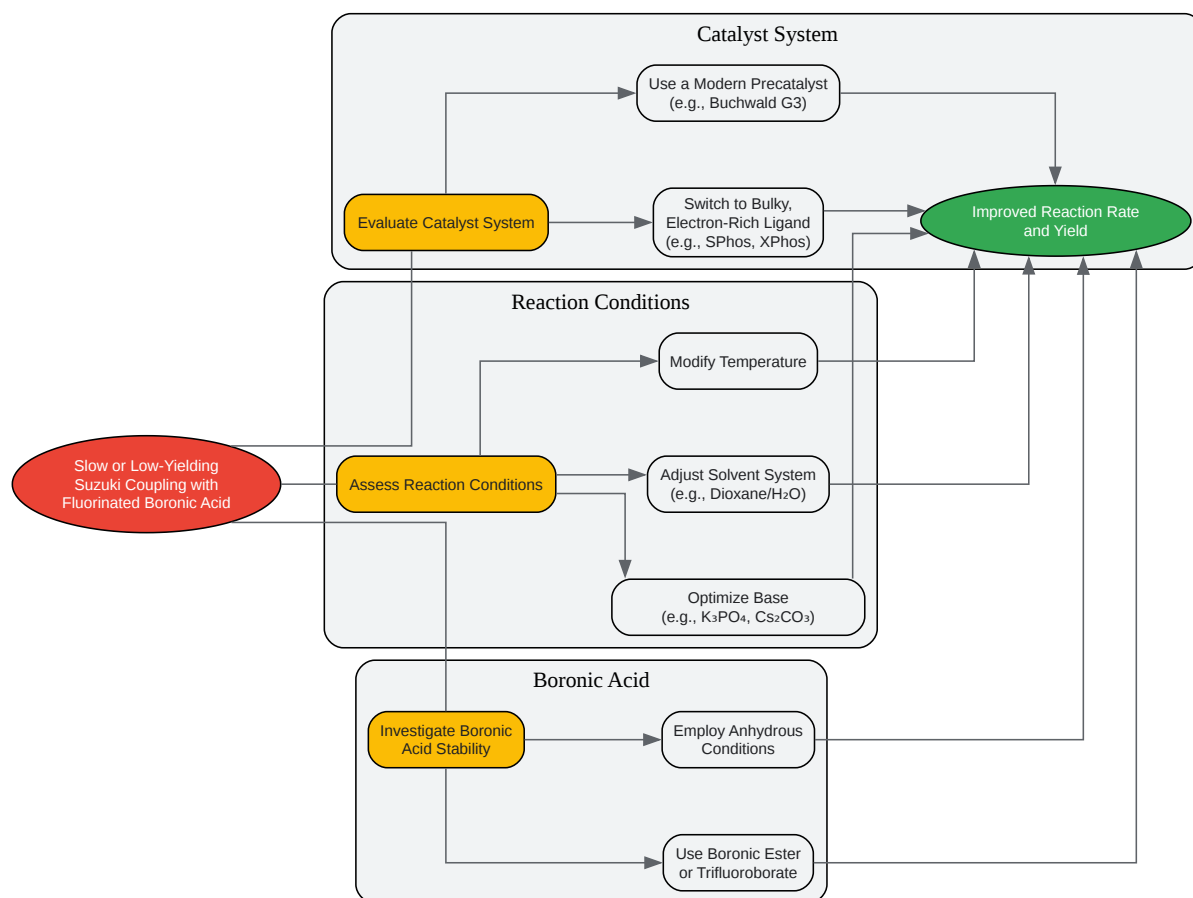 Catalyst System
Use a Modern Precatalyst
(e.g., Buchwald G3)
Evaluate Catalyst System
Switch to Bulky,
Electron-Rich Ligand
(e.g., SPhos, XPhos)
Improved Reaction Rate
and Yield
Reaction Conditions
Modify Temperature
Slow or Low-Yielding
Suzuki Coupling with
Fluorinated Boronic Acid
Assess Reaction Conditions
Adjust Solvent System
(e.g., Dioxane/H₂O)
Optimize Base
(e.g., K₃PO₄, Cs₂CO₃)
Boronic Acid
Investigate Boronic
Acid Stability
Employ Anhydrous
Conditions
Use Boronic Ester
or Trifluoroborate